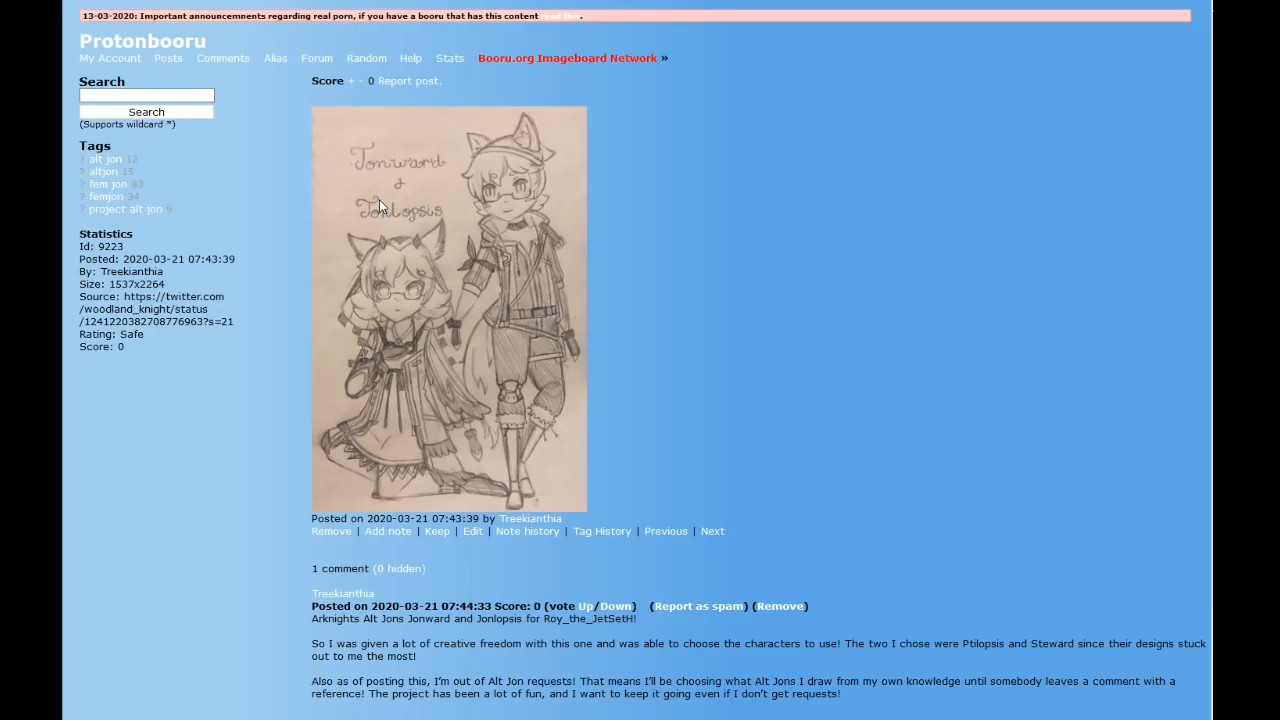 13-03-2020: Important announcemnents regarding real porn, if you have a booru that has this content read this.
Protonbooru
My Account Posts Comments Alias Forum Random Help Stats Booru.org Imageboard Network »
Search
Search
(Supports wildcard *)
Tags
? alt jon 12
? altjon 15
? fem jon 83
? femjon 34
? project alt jon 9
Statistics
Id: 9223
Posted: 2020-03-21 07:43:39
By: Treekianthia
Size: 1537x2264
Source: https://twitter.com
/woodland_knight/status
/1241220382708776963?s=21
Rating: Safe
Score: 0
Score + - 0 Report post.
Jonward
&
Jonlopsis
Posted on 2020-03-21 07:43:39 by Treekianthia
Remove | Add note | Keep | Edit | Note history | Tag History | Previous | Next
1 comment (0 hidden)
Treekianthia
Posted on 2020-03-21 07:44:33 Score: 0 (vote Up/Down) (Report as spam) (Remove)
Arknights Alt Jons Jonward and Jonlopsis for Roy_the_JetSetH!
So I was given a lot of creative freedom with this one and was able to choose the characters to use! The two I chose were Ptilopsis and Steward since their designs stuck
out to me the most!
Also as of posting this, I’m out of Alt Jon requests! That means I’ll be choosing what Alt Jons I draw from my own knowledge until somebody leaves a comment with a
reference! The project has been a lot of fun, and I want to keep it going even if I don’t get requests!